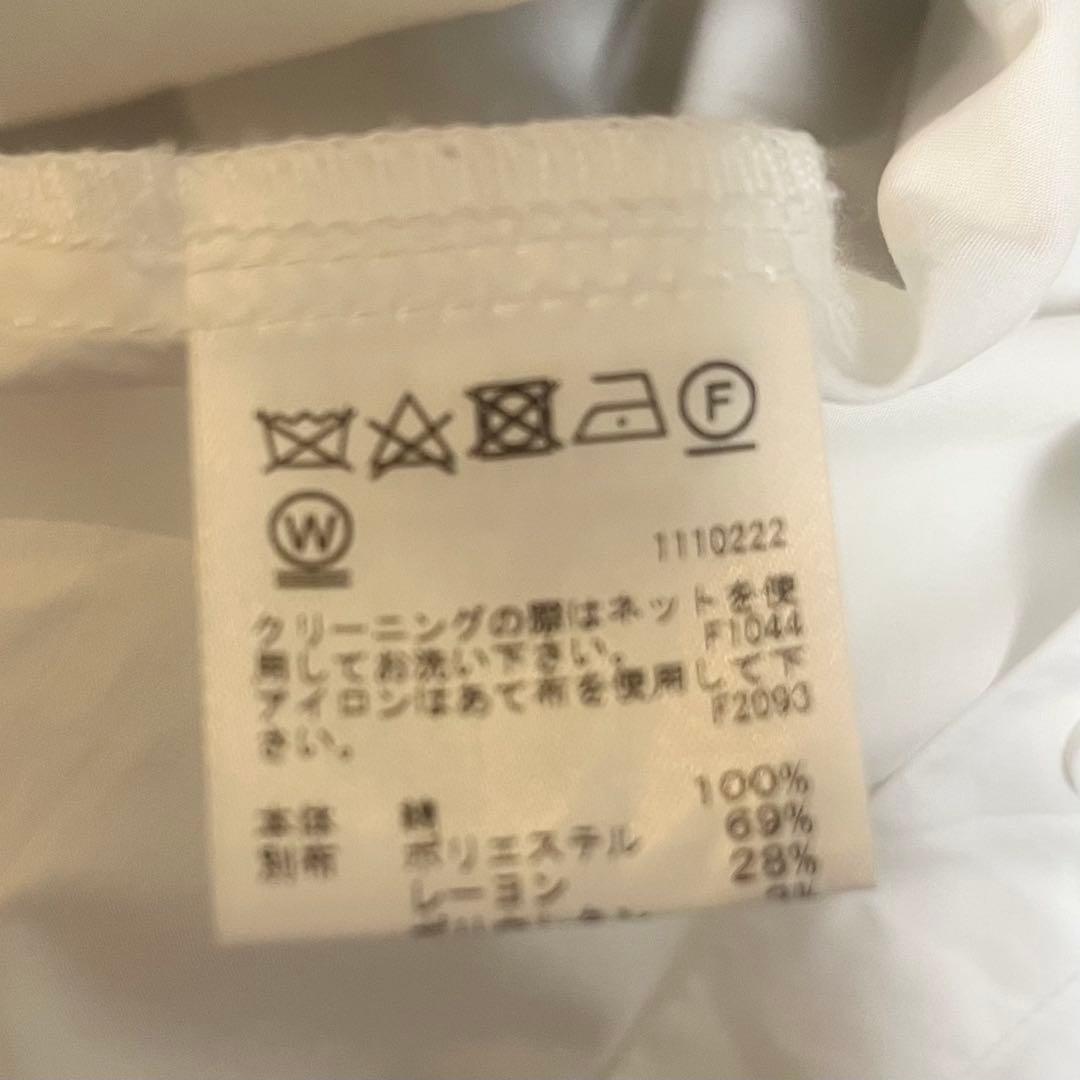 F
W
1110222
クリーニングの際はネットを使
F1044
用してお洗い下さい。
アイロンはあて布を使用して下
F2093
さい。
本体 綿 100%
別布 ポリエステル 69%
レーヨン 28%